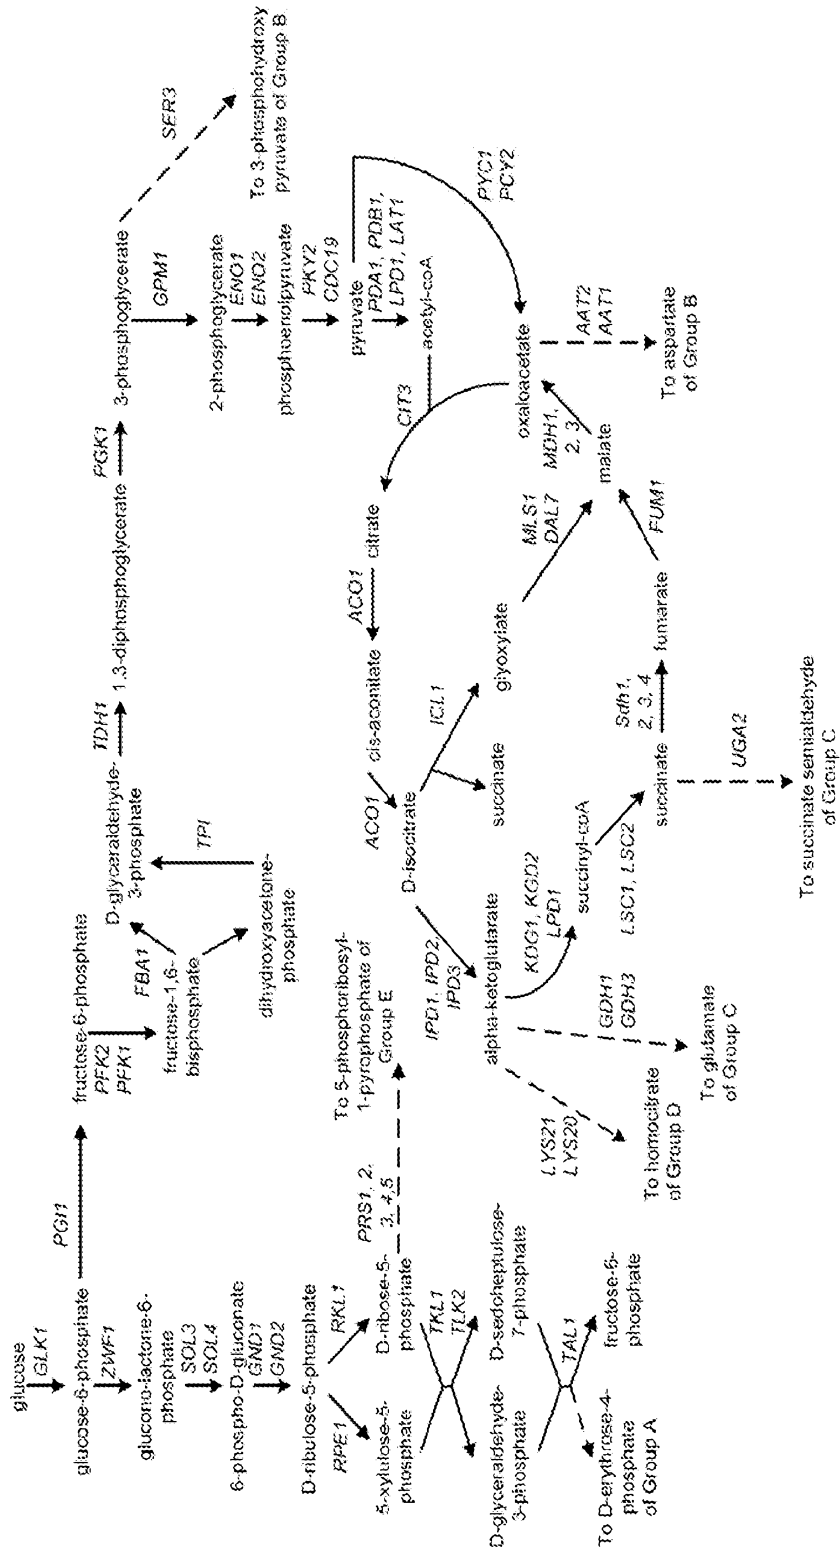 glucose
GLK1
glucose-6-phosphate
PGI1
fructose-6-phosphate
ZWF1
glucono-lactone-6-
phosphate
SOL3
SOL4
6-phospho-D-gluconate
GND1
GND2
D-ribulose-5-phosphate
RPE1
RKL1
5-xylulose-5-
phosphate
D-ribose-5-
phosphate
PRS1, 2,
3, 4,5
To 5-phosphoribosyl-
1-pyrophosphate of
Group E
TKL1
TLK2
D-glyceraldehyde-
3-phosphate
D-sedoheptulose-
7-phosphate
TAL1
To D-erythrose-4-
phosphate
of Group A
fructose-6-
phosphate
PFK2
PFK1
fructose-1,6-
bisphosphate
FBA1
D-glyceraldehyde-
3-phosphate
TPI
dihydroxyacetone-
phosphate
TDH1
1,3-diphosphoglycerate
PGK1
3-phosphoglycerate
SER3
To 3-phosphohydroxy
pyruvate of Group B
GPM1
2-phosphoglycerate
ENO1
ENO2
phosphoenolpyruvate
PKY2
CDC19
pyruvate
PDA1, PDB1,
LPD1, LAT1
acetyl-coA
PYC1
PCY2
CIT3
oxaloacetate
AAT2
AAT1
To aspartate
of Group B
citrate
ACO1
cis-aconitate
ACO1
D-isocitrate
ICL1
succinate
glyoxylate
MLS1
DAL7
malate
MDH1,
2, 3
IPD1, IPD2,
IPD3
alpha-ketoglutarate
KDG1, KGD2
LPD1
succinyl-coA
LSC1, LSC2
succinate
Sdh1,
2, 3, 4
fumarate
FUM1
LYS21
LYS20
To homocitrate
of Group D
GDH1
GDH3
To glutamate
of Group C
UGA2
To succinate semialdehyde
of Group C